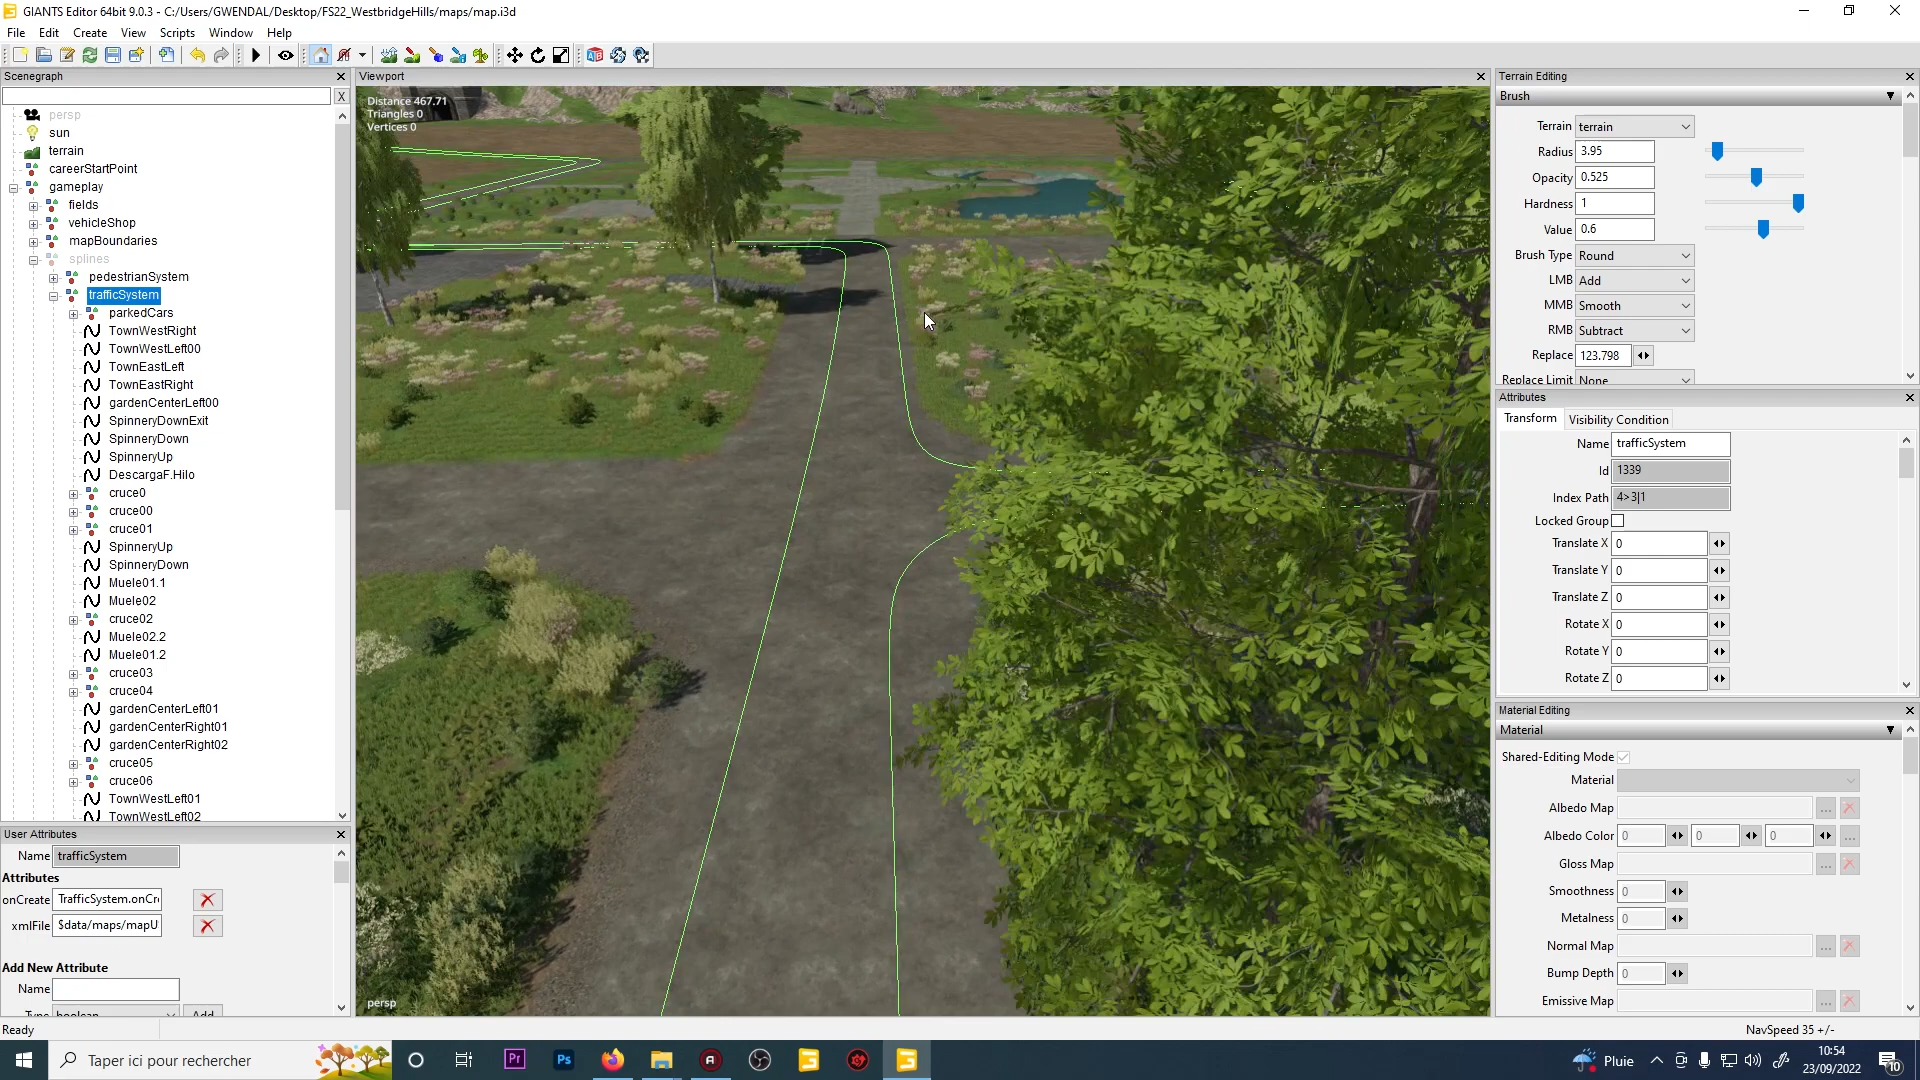 GIANTS Editor 64bit 9.0.3 - C:/Users/GWENDAL/Desktop/FS22_WestbridgeHills/maps/map.i3d
File Edit Create View Scripts Window Help
Scenegraph
X
persp
sun
terrain
careerStartPoint
gameplay
fields
vehicleShop
mapBoundaries
splines
pedestrianSystem
trafficSystem
parkedCars
TownWestRight
TownWestLeft00
TownEastLeft
TownEastRight
gardenCenterLeft00
SpinneryDownExit
SpinneryDown
SpinneryUp
DescargaF.Hilo
cruce0
cruce00
cruce01
SpinneryUp
SpinneryDown
Muele01.1
Muele02
cruce02
Muele02.2
Muele01.2
cruce03
cruce04
gardenCenterLeft01
gardenCenterRight01
gardenCenterRight02
cruce05
cruce06
TownWestLeft01
TownWestLeft02
User Attributes
Name trafficSystem
Attributes
onCreate TrafficSystem.onCr
xmlFile $data/maps/mapU
Add New Attribute
Name
Type boolean Add
Ready
Viewport
Distance 467.71
Triangles 0
Vertices 0
persp
Terrain Editing
Brush
Terrain terrain
Radius 3.95
Opacity 0.525
Hardness 1
Value 0.6
Brush Type Round
LMB Add
MMB Smooth
RMB Subtract
Replace 123.798
Replace Limit None
Attributes
Transform Visibility Condition
Name trafficSystem
Id 1339
Index Path 4>3|1
Locked Group
Translate X 0
Translate Y 0
Translate Z 0
Rotate X 0
Rotate Y 0
Rotate Z 0
Material Editing
Material
Shared-Editing Mode
Material
Albedo Map ...
Albedo Color 0 0 0 ...
Gloss Map ...
Smoothness 0
Metalness 0
Normal Map ...
Bump Depth 0
Emissive Map ...
NavSpeed 35 +/-
Taper ici pour rechercher
Pr
Ps
Pluie
10:54
23/09/2022
10